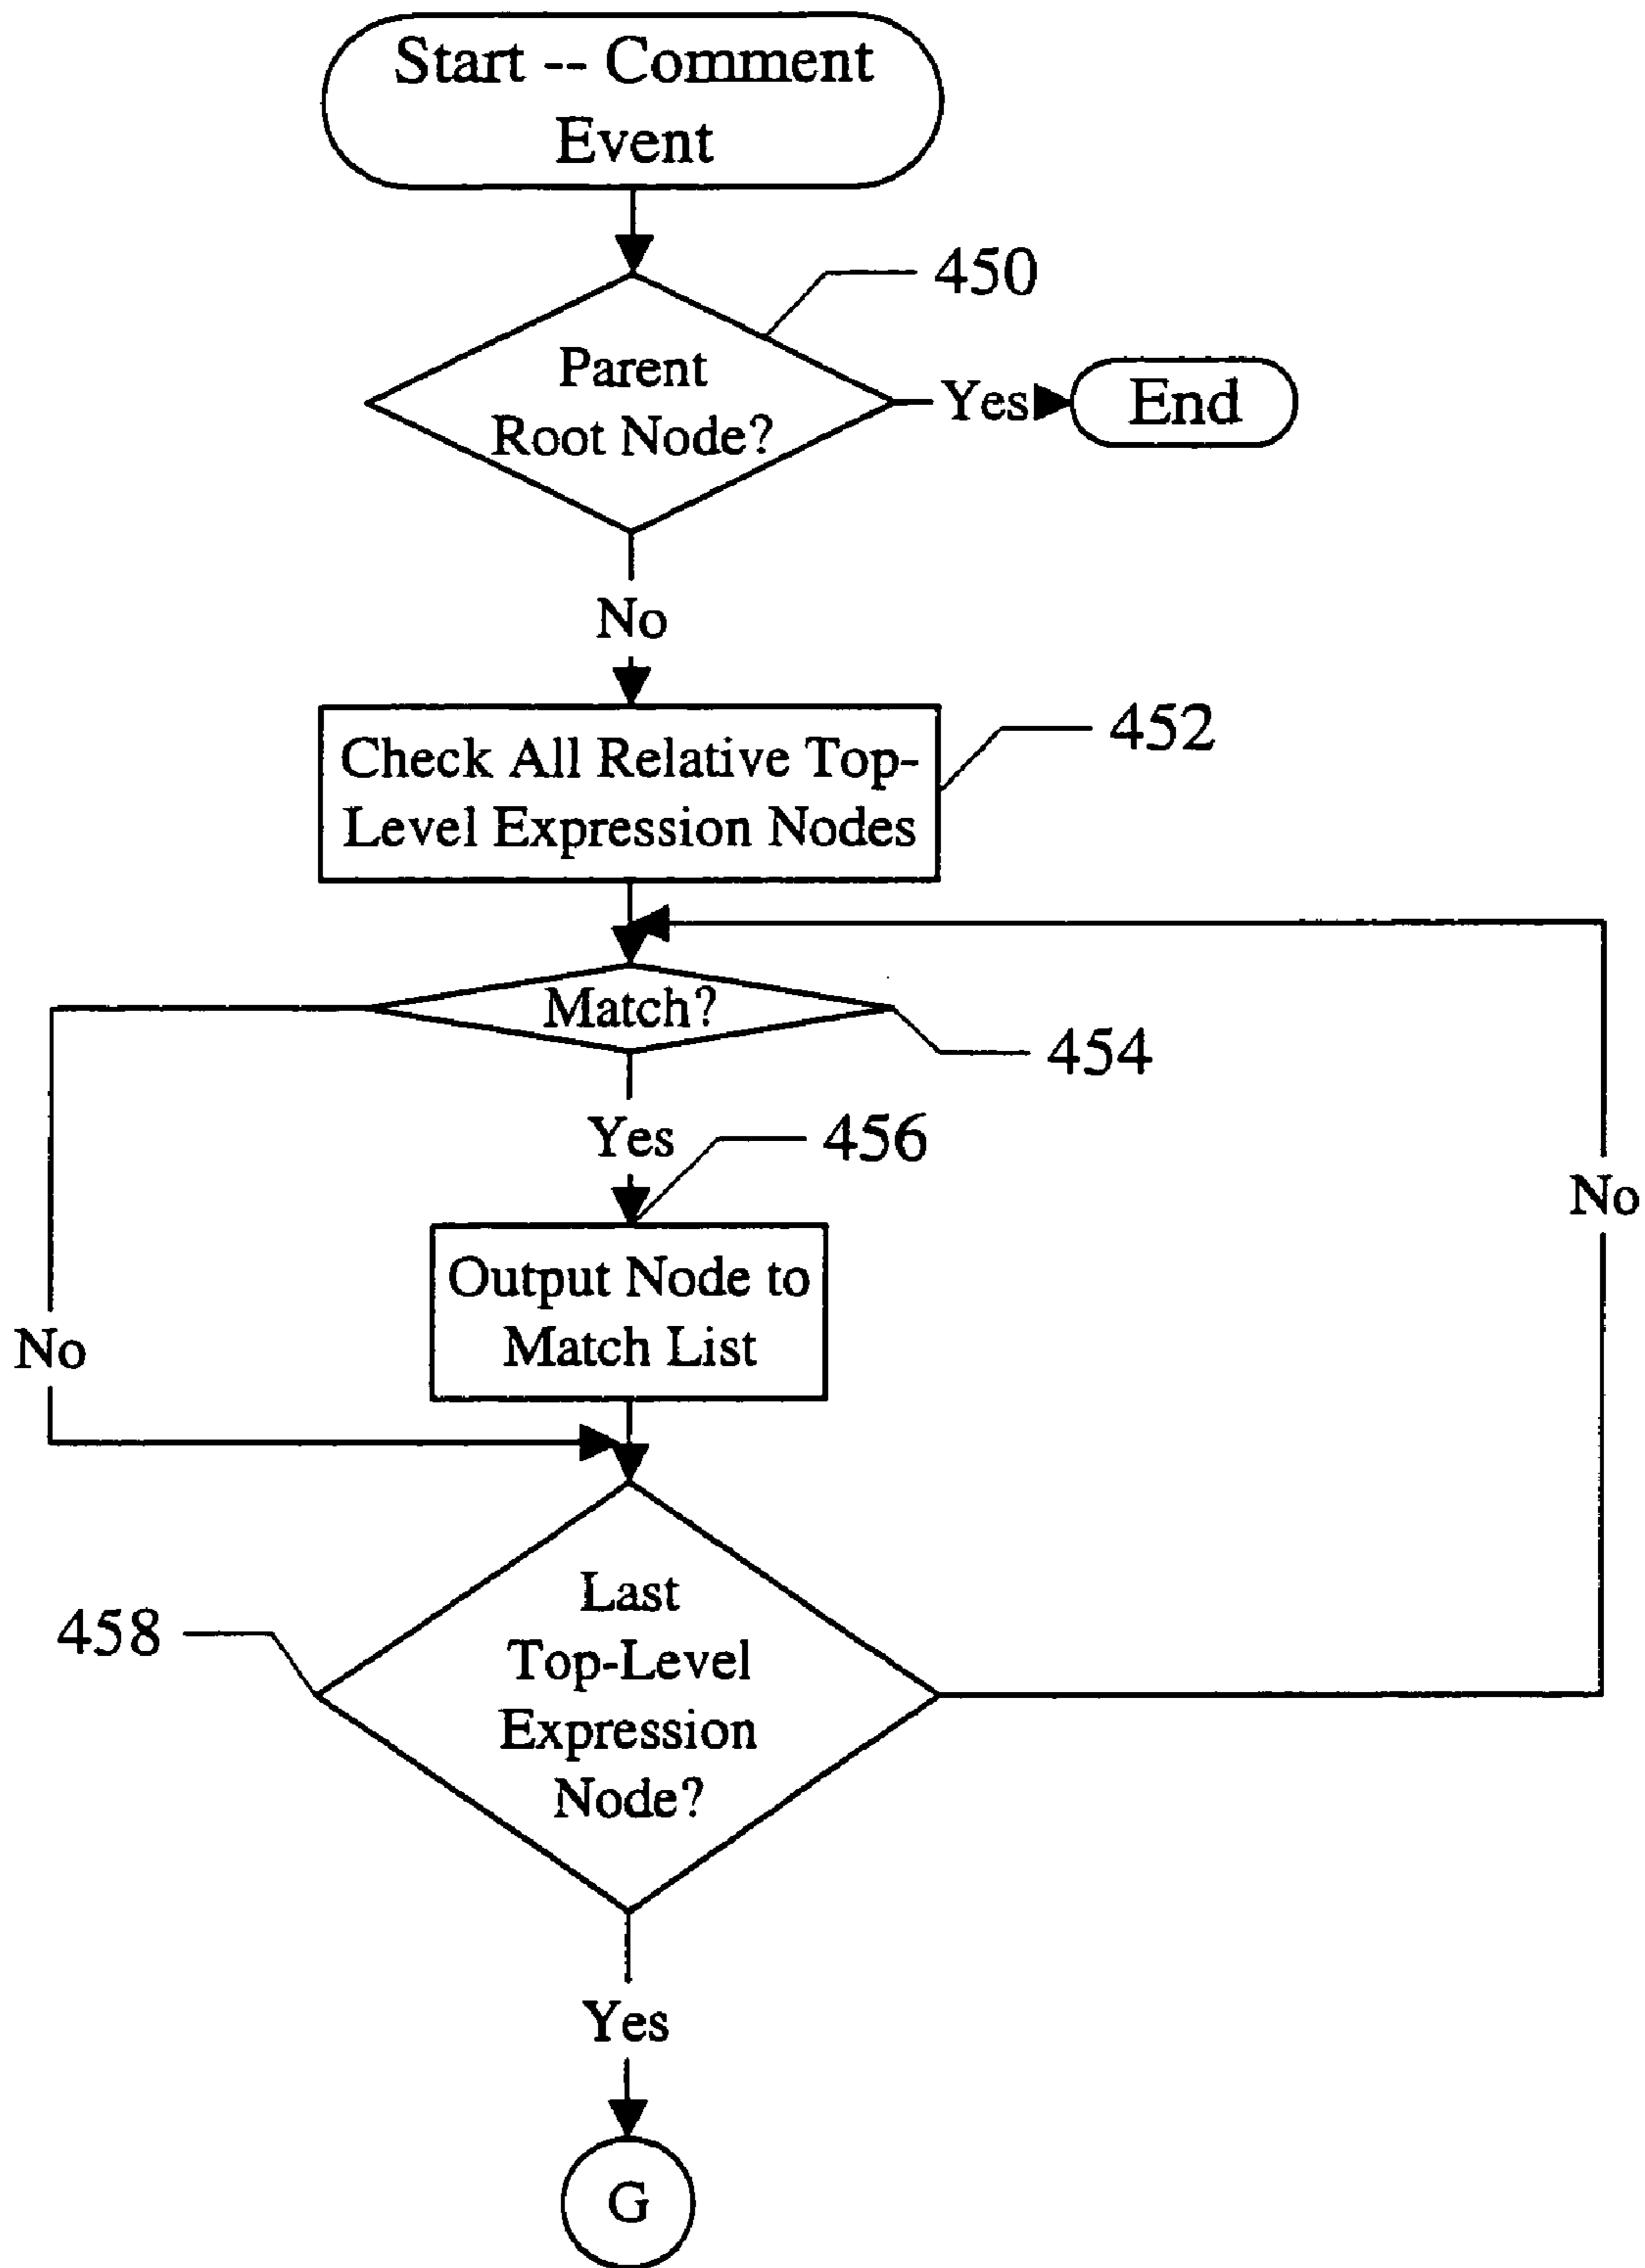 Start -- Comment
Event
450
Parent
Root Node?
Yes
End
No
452
Check All Relative Top-
Level Expression Nodes
Match?
454
Yes
456
No
Output Node to
Match List
No
458
Last
Top-Level
Expression
Node?
Yes
G